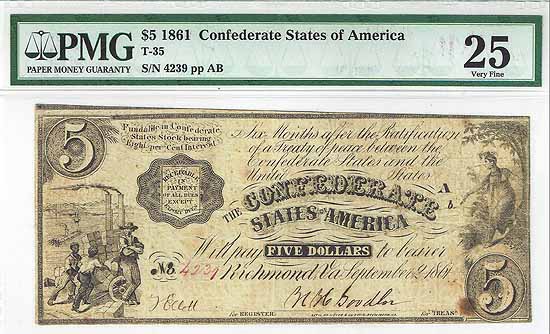 PMG
PAPER MONEY GUARANTY
$5 1861 Confederate States of America
T-35
S/N 4239 pp AB
25
Very Fine
5
Fundable in Confederate
States Stock bearing
Eight per Cent Interest
RECEIVABLE
IN
PAYMENT
OF ALL DUES
EXCEPT
EXPORT DUTIES
Six Months after the Ratification
of a Treaty of peace between the
Confederate States and the
United States
A
b
THE CONFEDERATE
STATES OF AMERICA
Will pay FIVE DOLLARS to bearer
No. 4239 Richmond Va September 2, 1861
for REGISTER.
for TREAS
5